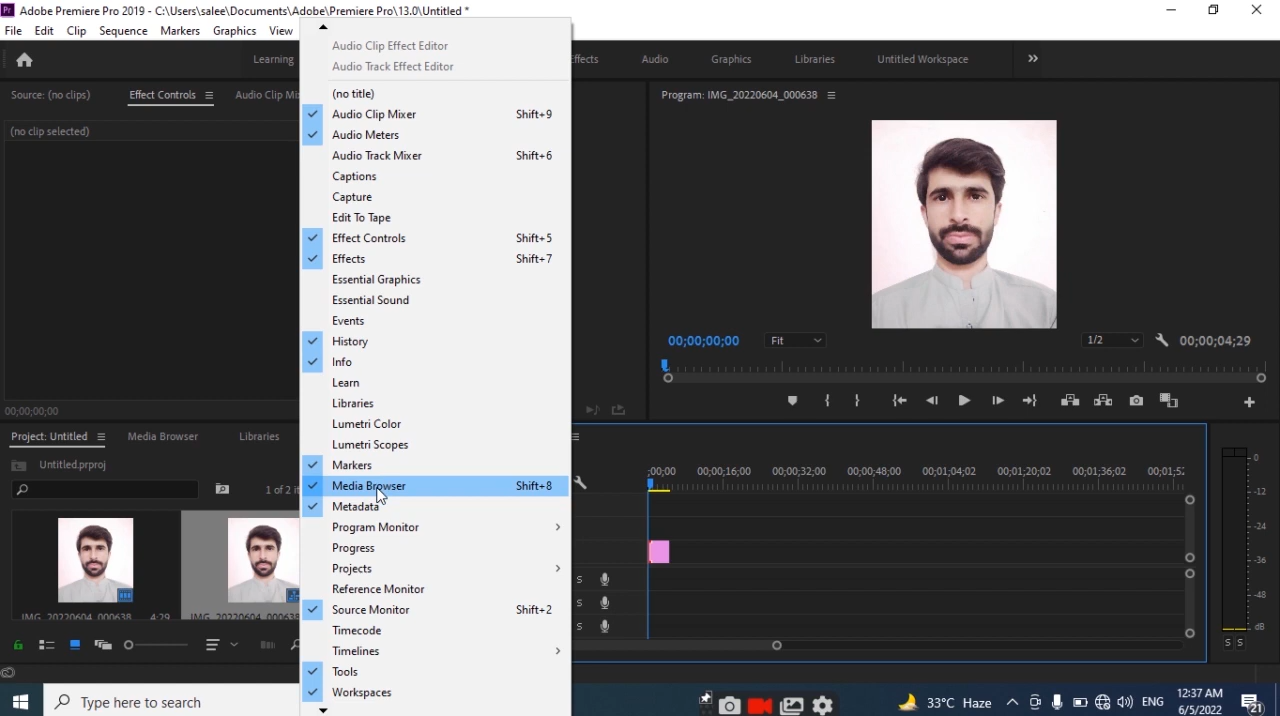 Pr Adobe Premiere Pro 2019 - C:\Users\salee\Documents\Adobe\Premiere Pro\13.0\Untitled *
File Edit Clip Sequence Markers Graphics View
Learning
Audio Graphics Libraries Untitled Workspace
Source: (no clips) Effect Controls
(no clip selected)
00;00;00;00
Audio Clip Effect Editor
Audio Track Effect Editor
(no title)
Audio Clip Mixer Shift+9
Audio Meters
Audio Track Mixer Shift+6
Captions
Capture
Edit To Tape
Effect Controls Shift+5
Effects Shift+7
Essential Graphics
Essential Sound
Events
History
Info
Learn
Libraries
Lumetri Color
Lumetri Scopes
Markers
Media Browser Shift+8
Metadata
Program Monitor
Progress
Projects
Reference Monitor
Source Monitor Shift+2
Timecode
Timelines
Tools
Workspaces
Program: IMG_20220604_000638
00;00;00;00 Fit 1/2 00;00;04;29
Project: Untitled Media Browser Libraries
Untitled.prproj
1 of 2
IMG_20220604_000638 4:29
;00;00 00;00;16;00 00;00;32;00 00;00;48;00 00;01;04;02 00;01;20;02 00;01;36;02 00;01;52
S
S
S
0
-12
-24
-36
-48
dB
S S
Type here to search
33°C Haze ENG
12:37 AM
6/5/2022
21